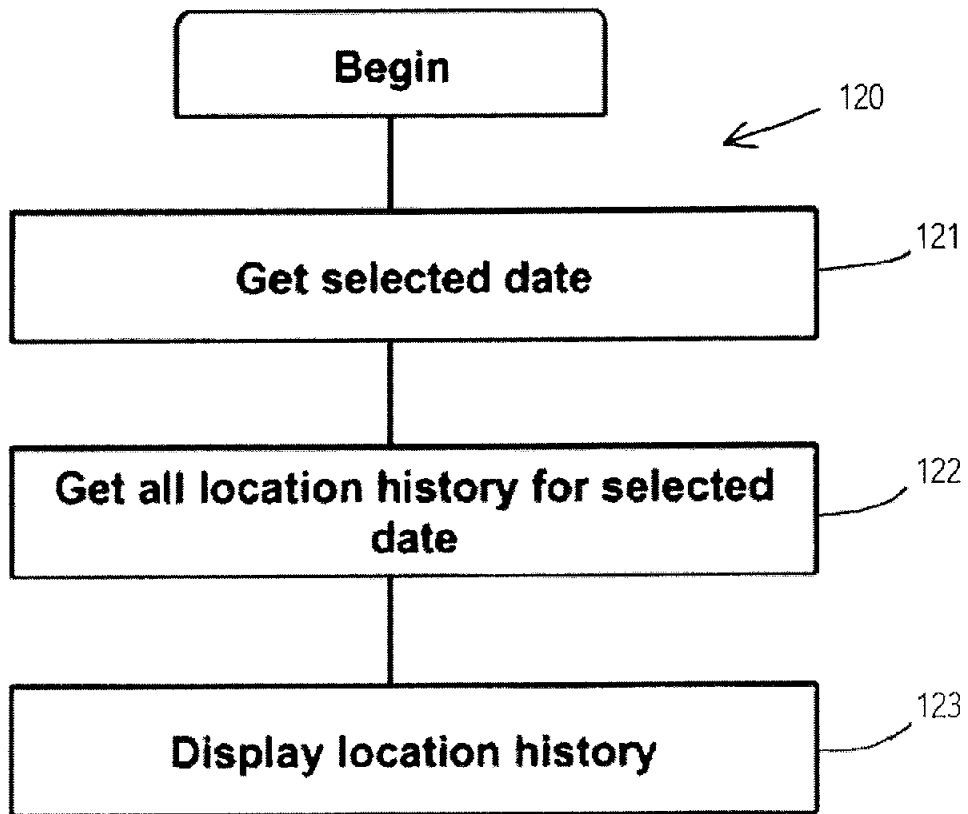 Begin
120
Get selected date
121
Get all location history for selected
date
122
Display location history
123